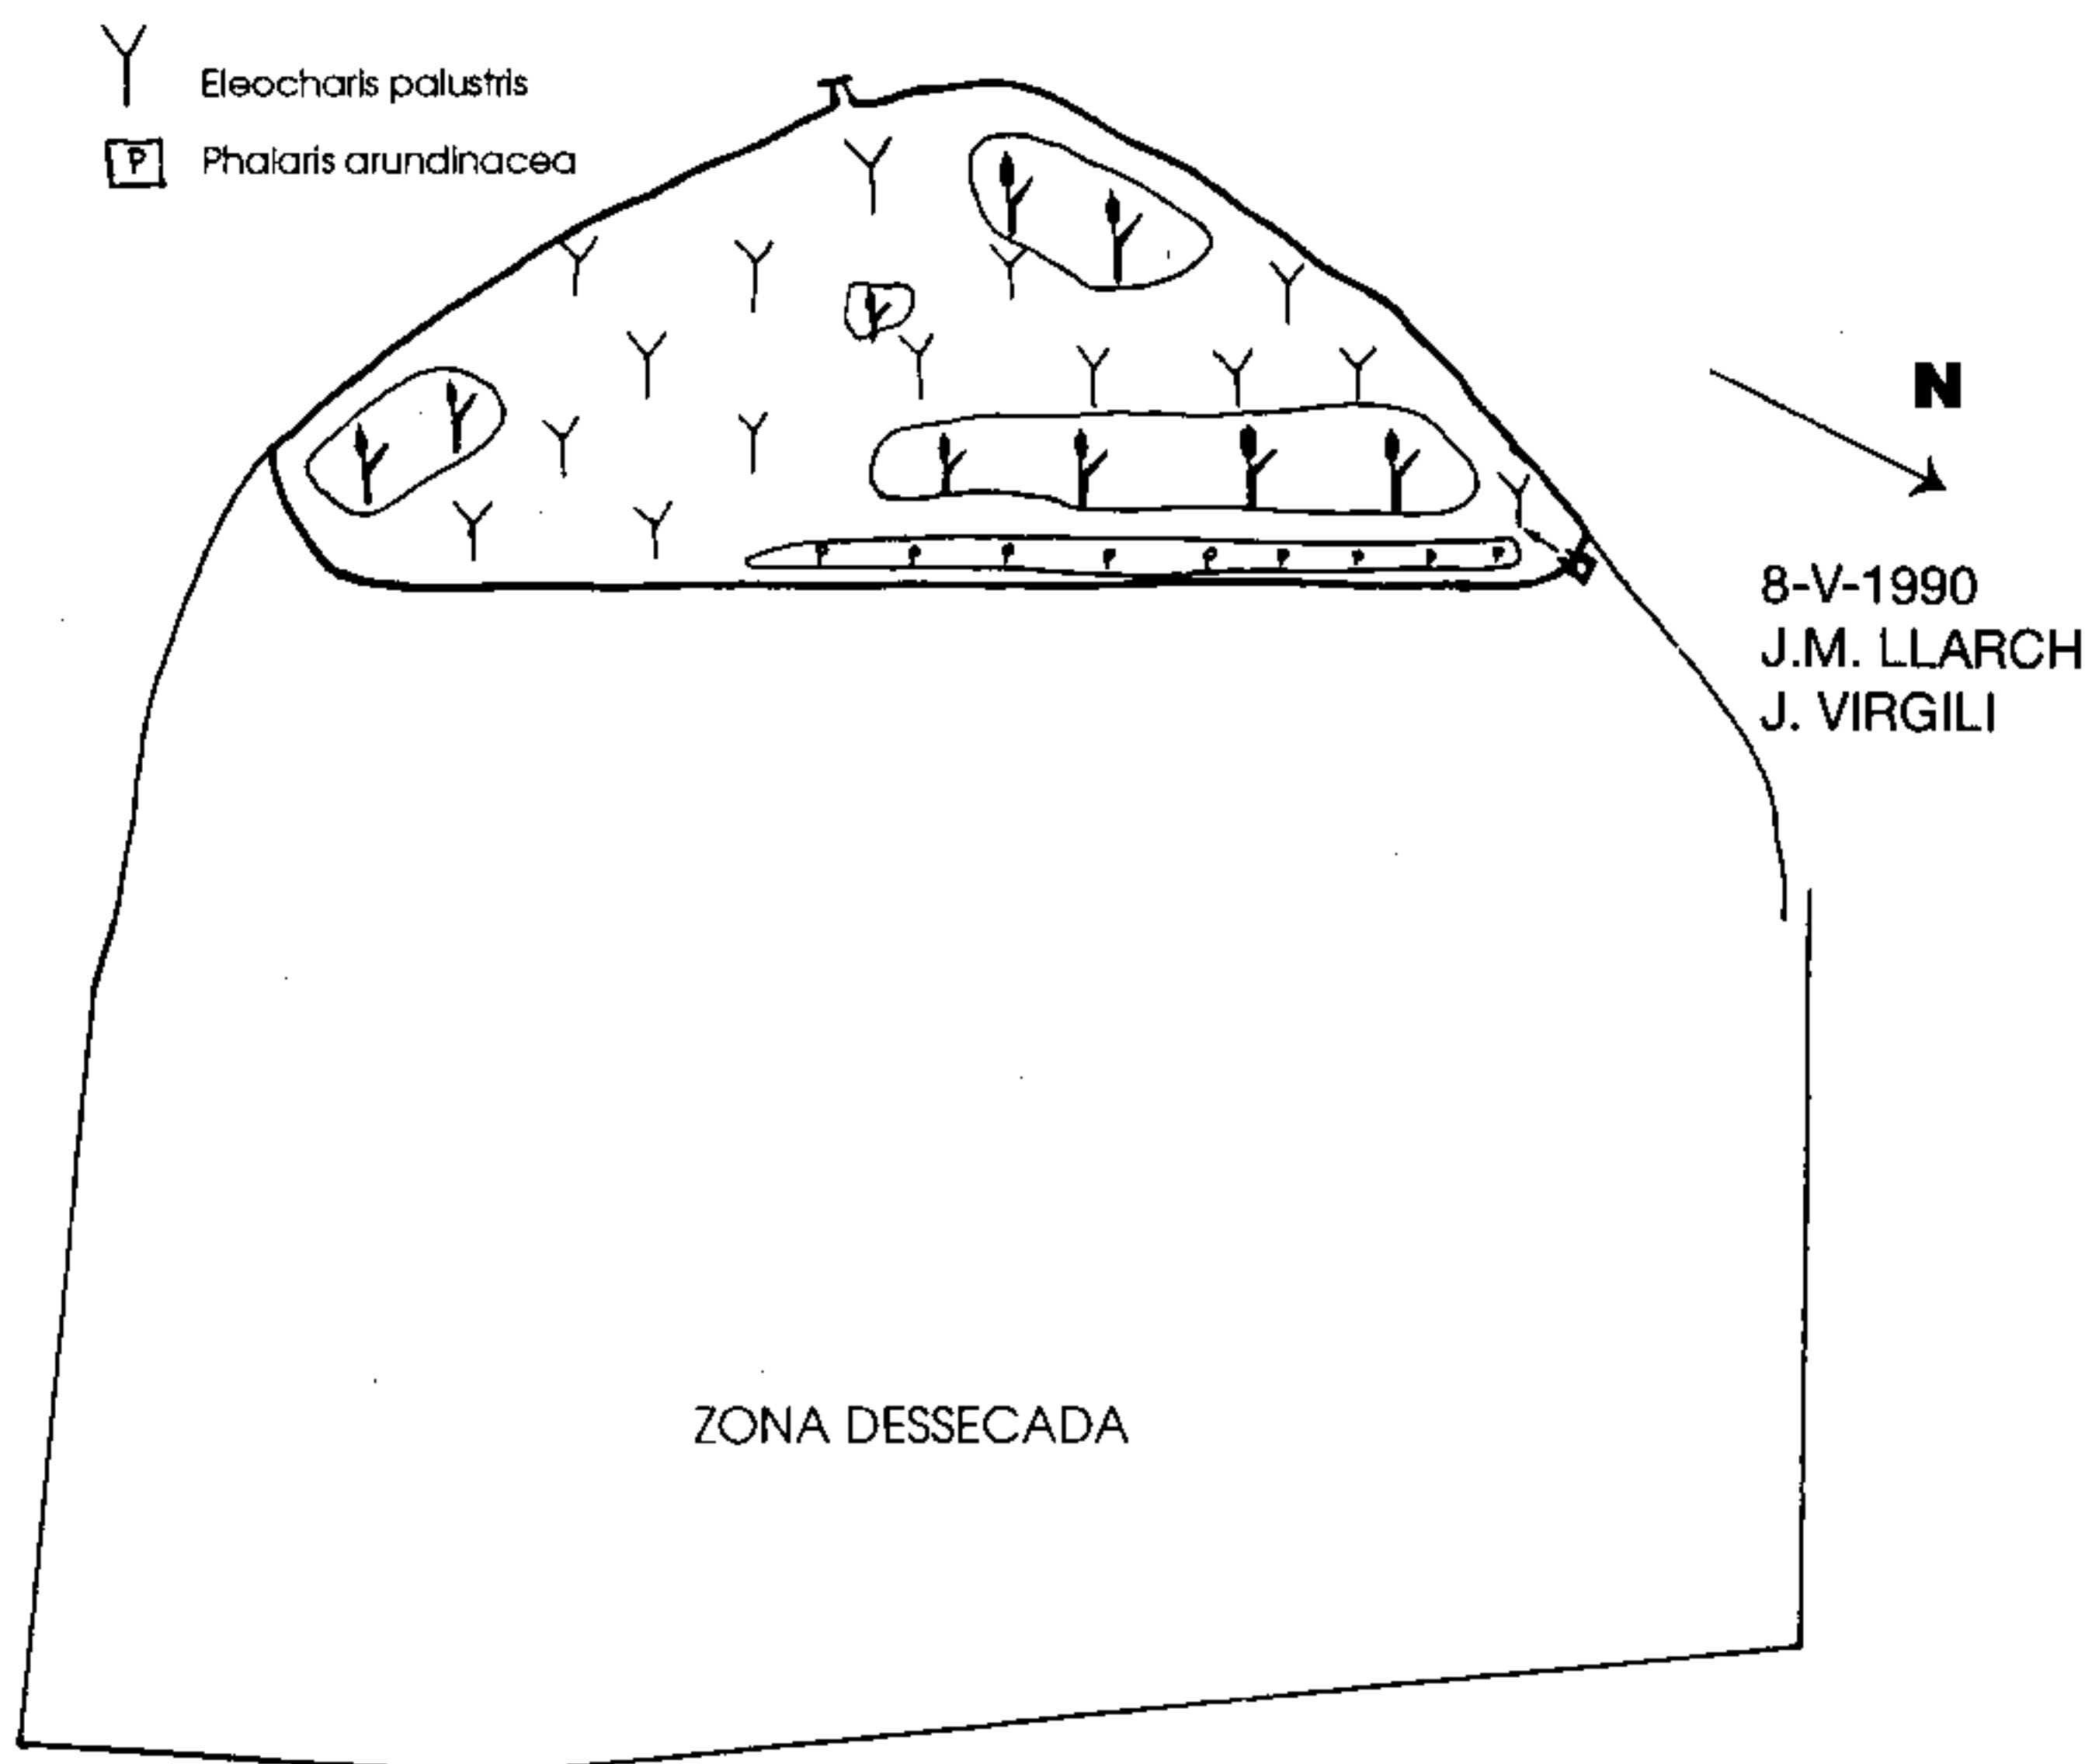 Eleocharis palustris
P Phalaris arundinacea
N
8-V-1990
J.M. LLARCH
J. VIRGILI
P P P P P P P P P
ZONA DESSECADA